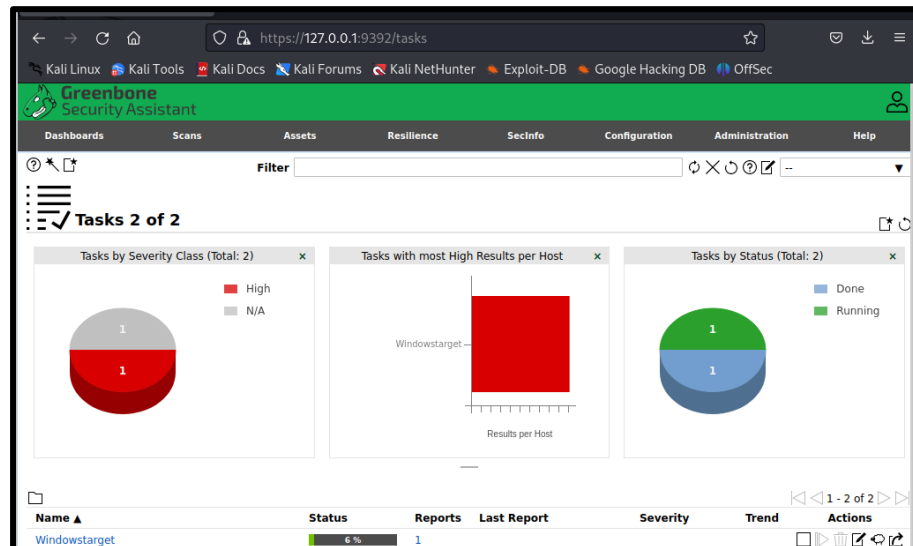 https://127.0.0.1:9392/tasks
Kali Linux Kali Tools Kali Docs Kali Forums Kali NetHunter Exploit-DB Google Hacking DB OffSec
Greenbone
Security Assistant
Dashboards Scans Assets Resilience SecInfo Configuration Administration Help
Filter --
Tasks 2 of 2
Tasks by Severity Class (Total: 2) ×
High
N/A
1
1
Tasks with most High Results per Host ×
Windowstarget
Results per Host
Tasks by Status (Total: 2) ×
Done
Running
1
1
1 - 2 of 2
Name ▲ Status Reports Last Report Severity Trend Actions
Windowstarget 6 % 1